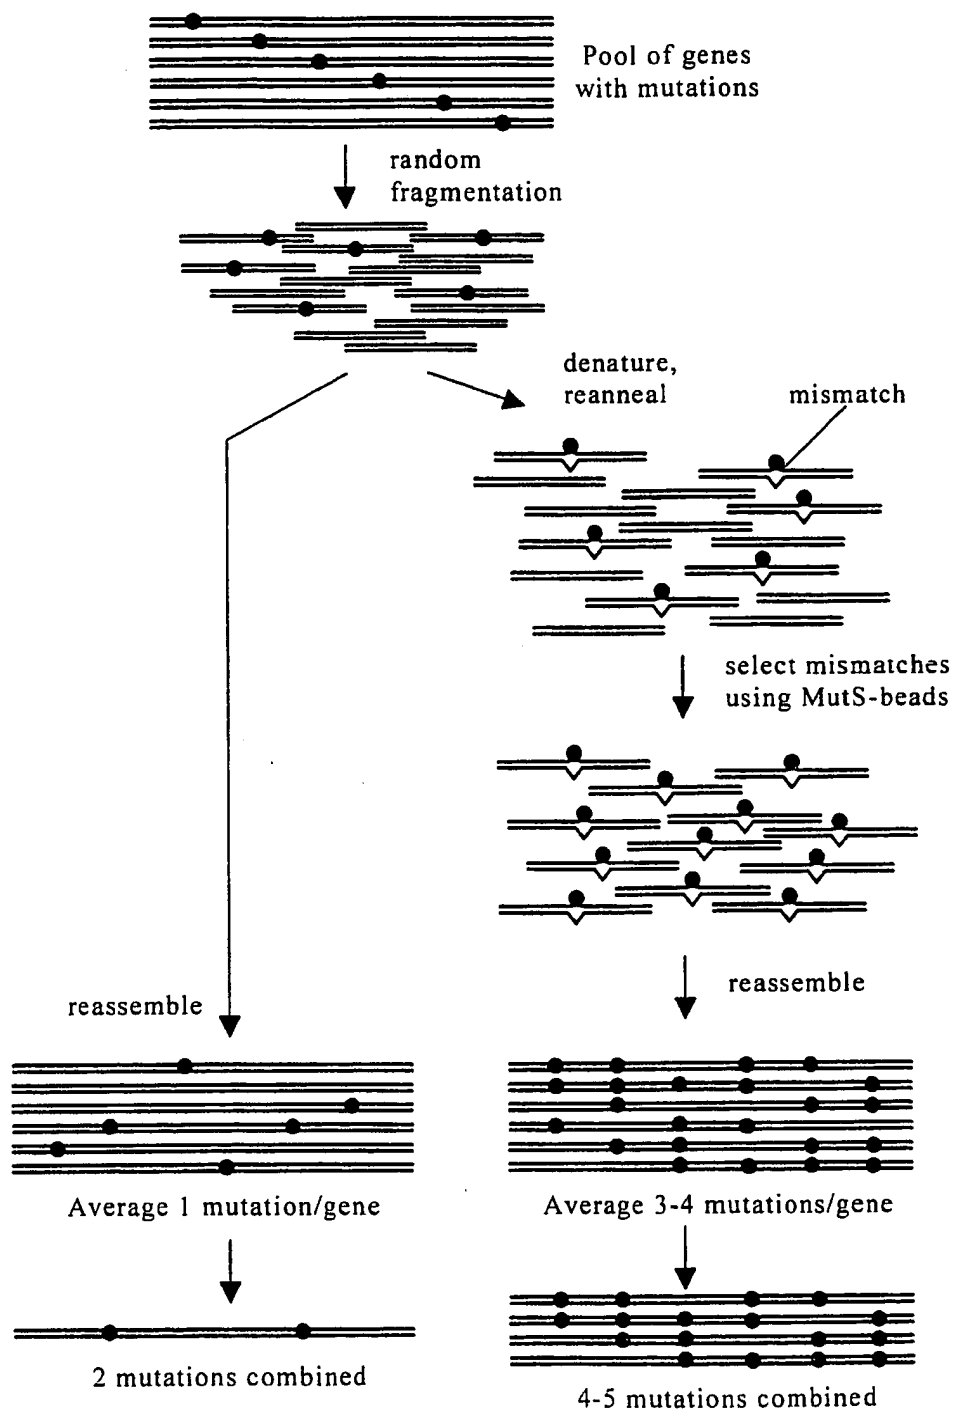 Pool of genes
with mutations
random
fragmentation
denature,
reanneal
mismatch
select mismatches
using MutS-beads
reassemble
reassemble
Average 1 mutation/gene
Average 3-4 mutations/gene
2 mutations combined
4-5 mutations combined